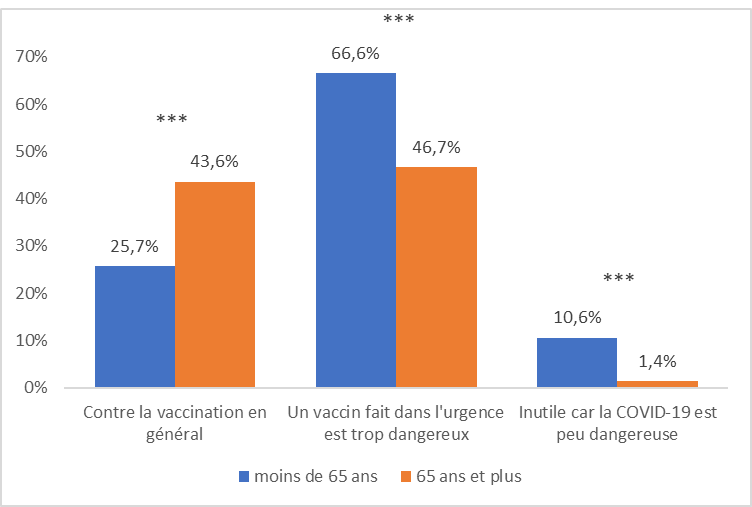 ***
70%
66,6%
60%
***
50%
43,6%
46,7%
40%
30%
25,7%
***
20%
10,6%
10%
1,4%
0%
Contre la vaccination en
général
Un vaccin fait dans l'urgence
est trop dangereux
Inutile car la COVID-19 est
peu dangereuse
moins de 65 ans
65 ans et plus